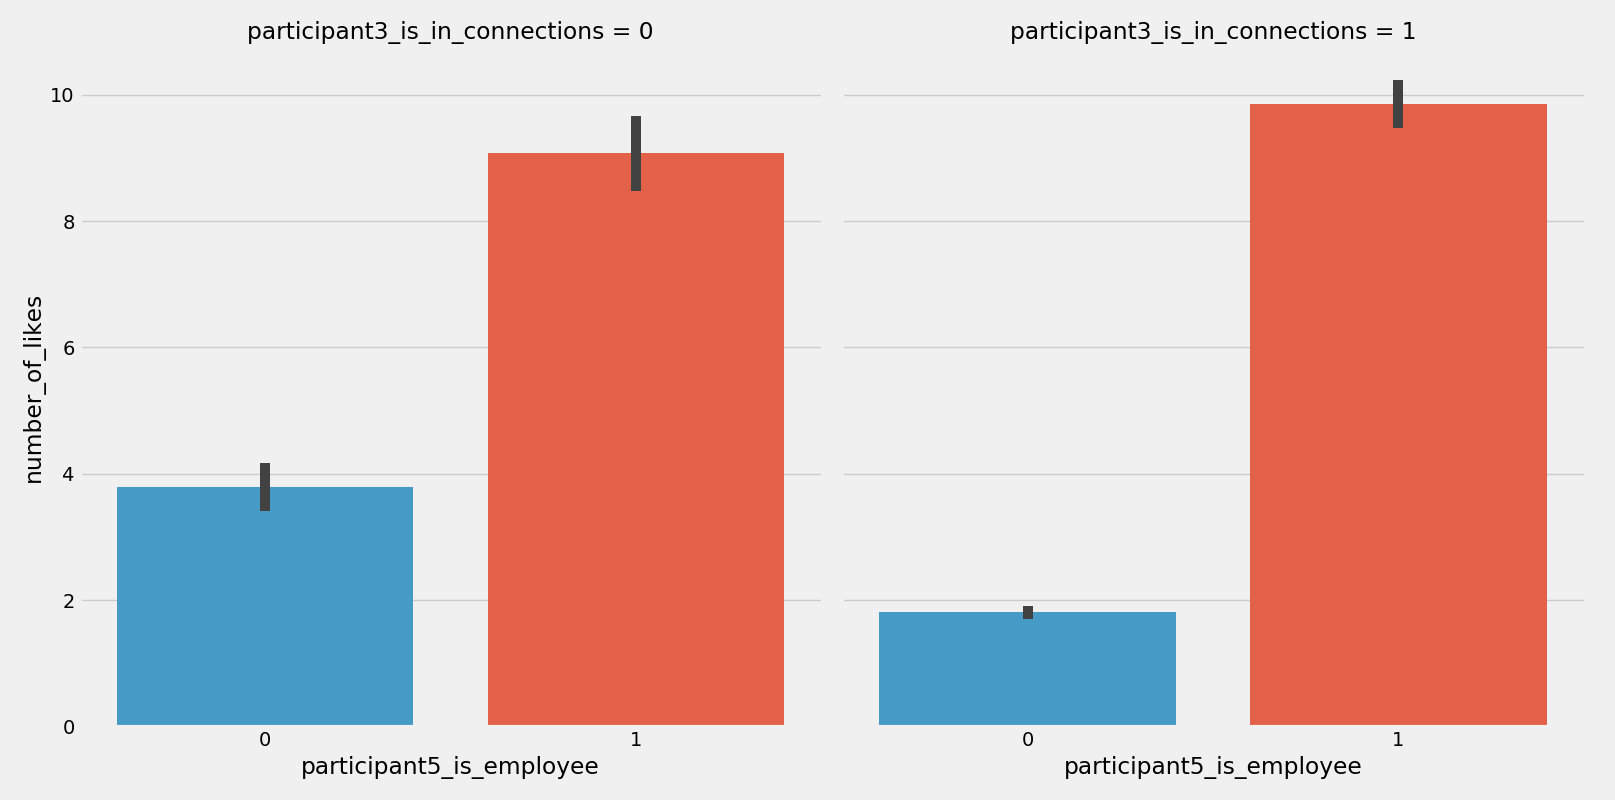 participant3_is_in_connections = 0
participant3_is_in_connections = 1
number_of_likes
10
8
6
4
2
0
0
1
0
1
participant5_is_employee
participant5_is_employee